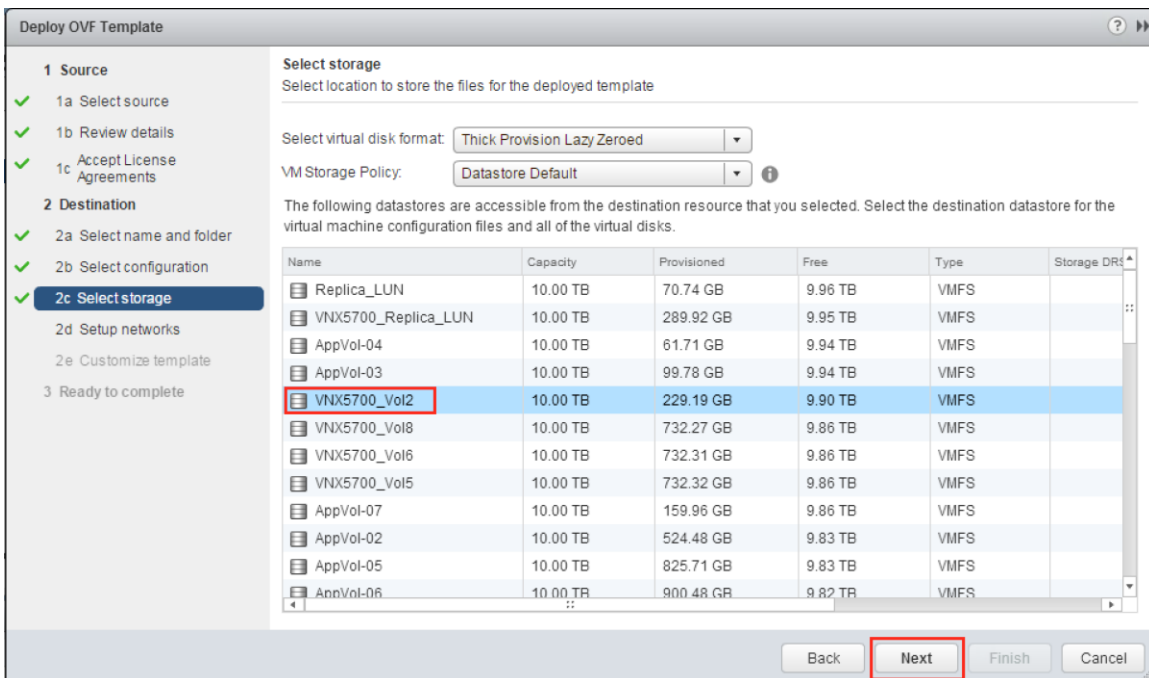 Deploy OVF Template
1 Source
1a Select source
1b Review details
1c Accept License
Agreements
2 Destination
2a Select name and folder
2b Select configuration
2c Select storage
2d Setup networks
2e Customize template
3 Ready to complete
Select storage
Select location to store the files for the deployed template
Select virtual disk format: Thick Provision Lazy Zeroed
VM Storage Policy: Datastore Default
The following datastores are accessible from the destination resource that you selected. Select the destination datastore for the
virtual machine configuration files and all of the virtual disks.
Name Capacity Provisioned Free Type Storage DRS
Replica_LUN 10.00 TB 70.74 GB 9.96 TB VMFS
VNX5700_Replica_LUN 10.00 TB 289.92 GB 9.95 TB VMFS
AppVol-04 10.00 TB 61.71 GB 9.94 TB VMFS
AppVol-03 10.00 TB 99.78 GB 9.94 TB VMFS
VNX5700_Vol2 10.00 TB 229.19 GB 9.90 TB VMFS
VNX5700_Vol8 10.00 TB 732.27 GB 9.86 TB VMFS
VNX5700_Vol6 10.00 TB 732.31 GB 9.86 TB VMFS
VNX5700_Vol5 10.00 TB 732.32 GB 9.86 TB VMFS
AppVol-07 10.00 TB 159.96 GB 9.86 TB VMFS
AppVol-02 10.00 TB 524.48 GB 9.83 TB VMFS
AppVol-05 10.00 TB 825.71 GB 9.83 TB VMFS
AppVol-06 10.00 TB 900.48 GB 9.82 TB VMFS
Back Next Finish Cancel